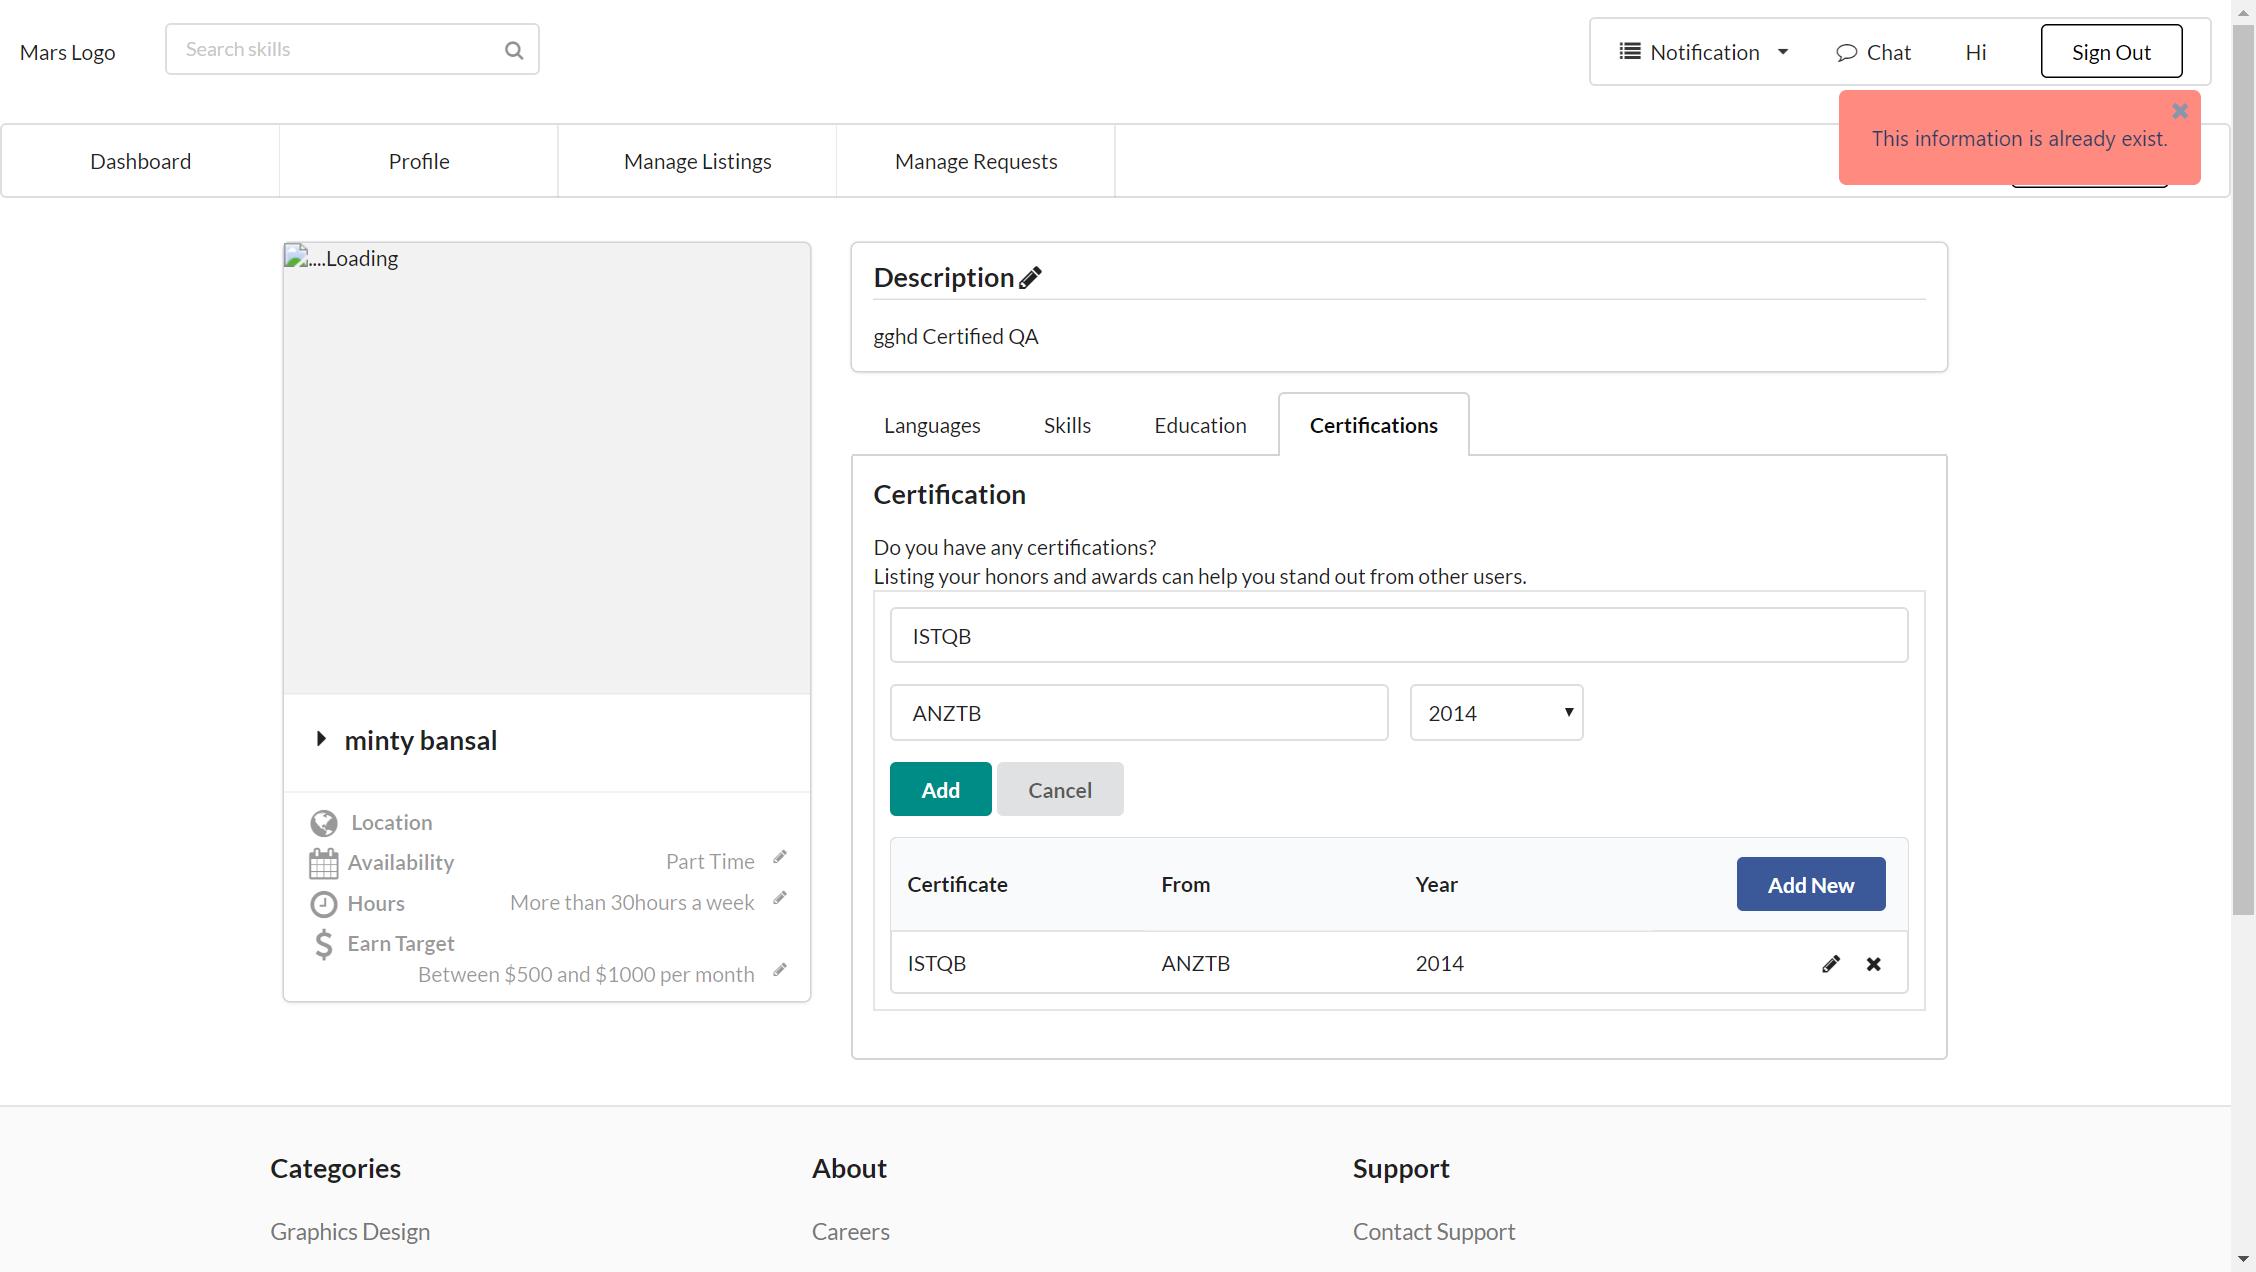 Mars Logo
Search skills
Notification
Chat
Hi
Sign Out
This information is already exist.
Dashboard
Profile
Manage Listings
Manage Requests
....Loading
minty bansal
Location
Availability
Part Time
Hours
More than 30hours a week
Earn Target
Between $500 and $1000 per month
Description
gghd Certified QA
Languages
Skills
Education
Certifications
Certification
Do you have any certifications?
Listing your honors and awards can help you stand out from other users.
ISTQB
ANZTB
2014
Add
Cancel
Certificate
From
Year
Add New
ISTQB
ANZTB
2014
Categories
About
Support
Graphics Design
Careers
Contact Support